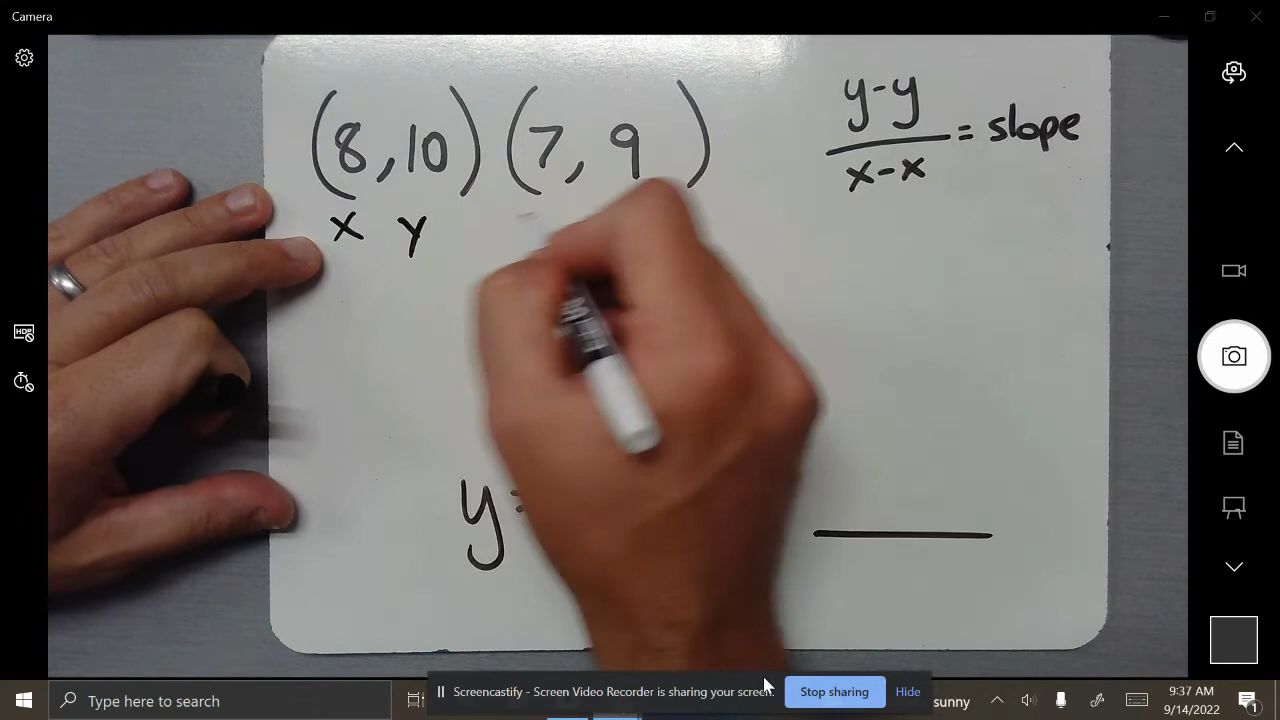 Camera
(8,10) (7, 9 )
y-y
x-x
= slope
x y
y=
Screencastify - Screen Video Recorder is sharing your screen.
Stop sharing
Hide
Type here to search
sunny
9:37 AM
9/14/2022
1